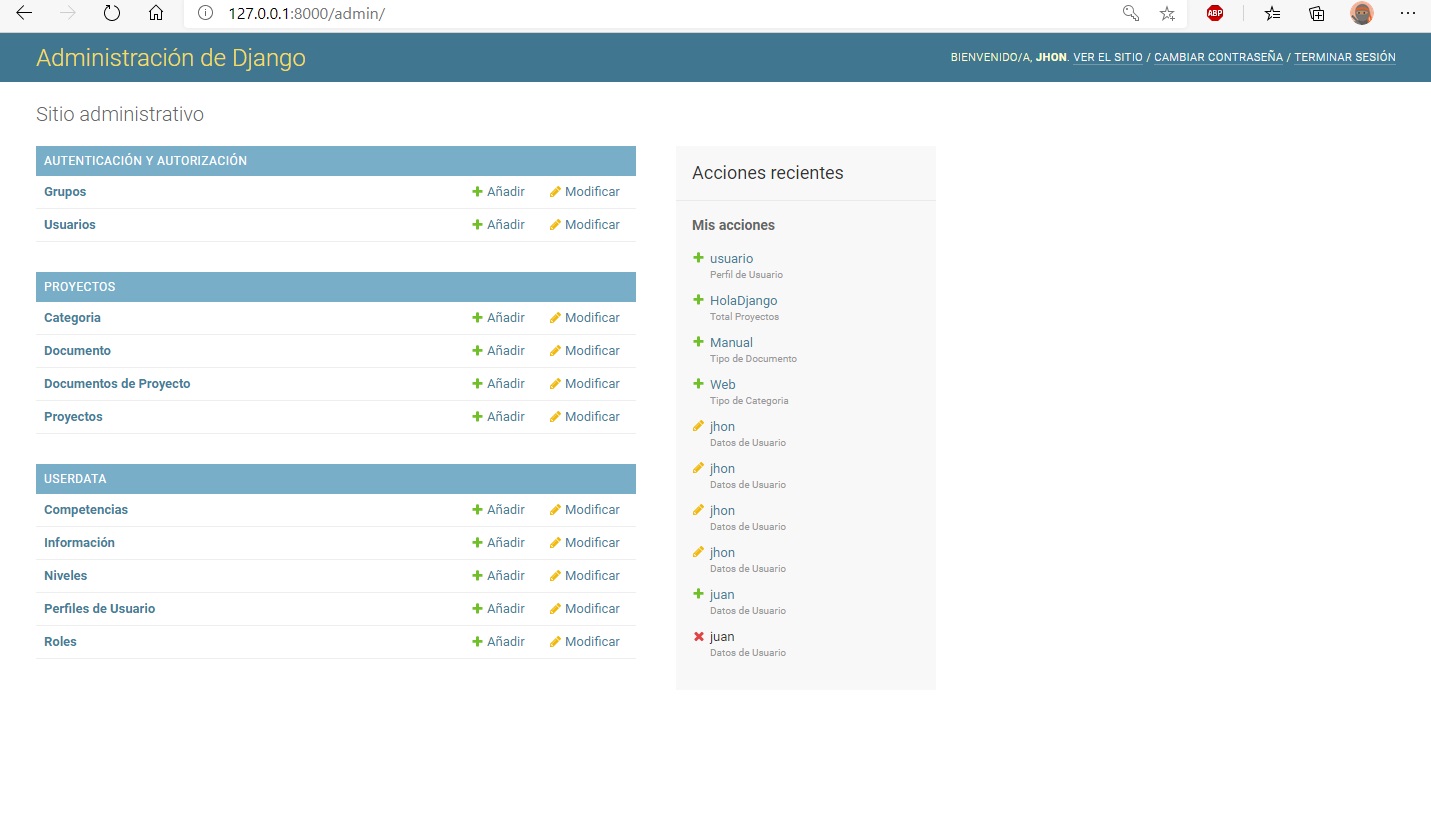 127.0.0.1:8000/admin/
ABP
Administración de Django
BIENVENIDO/A, JHON. VER EL SITIO / CAMBIAR CONTRASEÑA / TERMINAR SESIÓN
Sitio administrativo
AUTENTICACIÓN Y AUTORIZACIÓN
Grupos Añadir Modificar
Usuarios Añadir Modificar
PROYECTOS
Categoria Añadir Modificar
Documento Añadir Modificar
Documentos de Proyecto Añadir Modificar
Proyectos Añadir Modificar
USERDATA
Competencias Añadir Modificar
Información Añadir Modificar
Niveles Añadir Modificar
Perfiles de Usuario Añadir Modificar
Roles Añadir Modificar
Acciones recientes
Mis acciones
usuario
Perfil de Usuario
HolaDjango
Total Proyectos
Manual
Tipo de Documento
Web
Tipo de Categoria
jhon
Datos de Usuario
jhon
Datos de Usuario
jhon
Datos de Usuario
jhon
Datos de Usuario
juan
Datos de Usuario
juan
Datos de Usuario